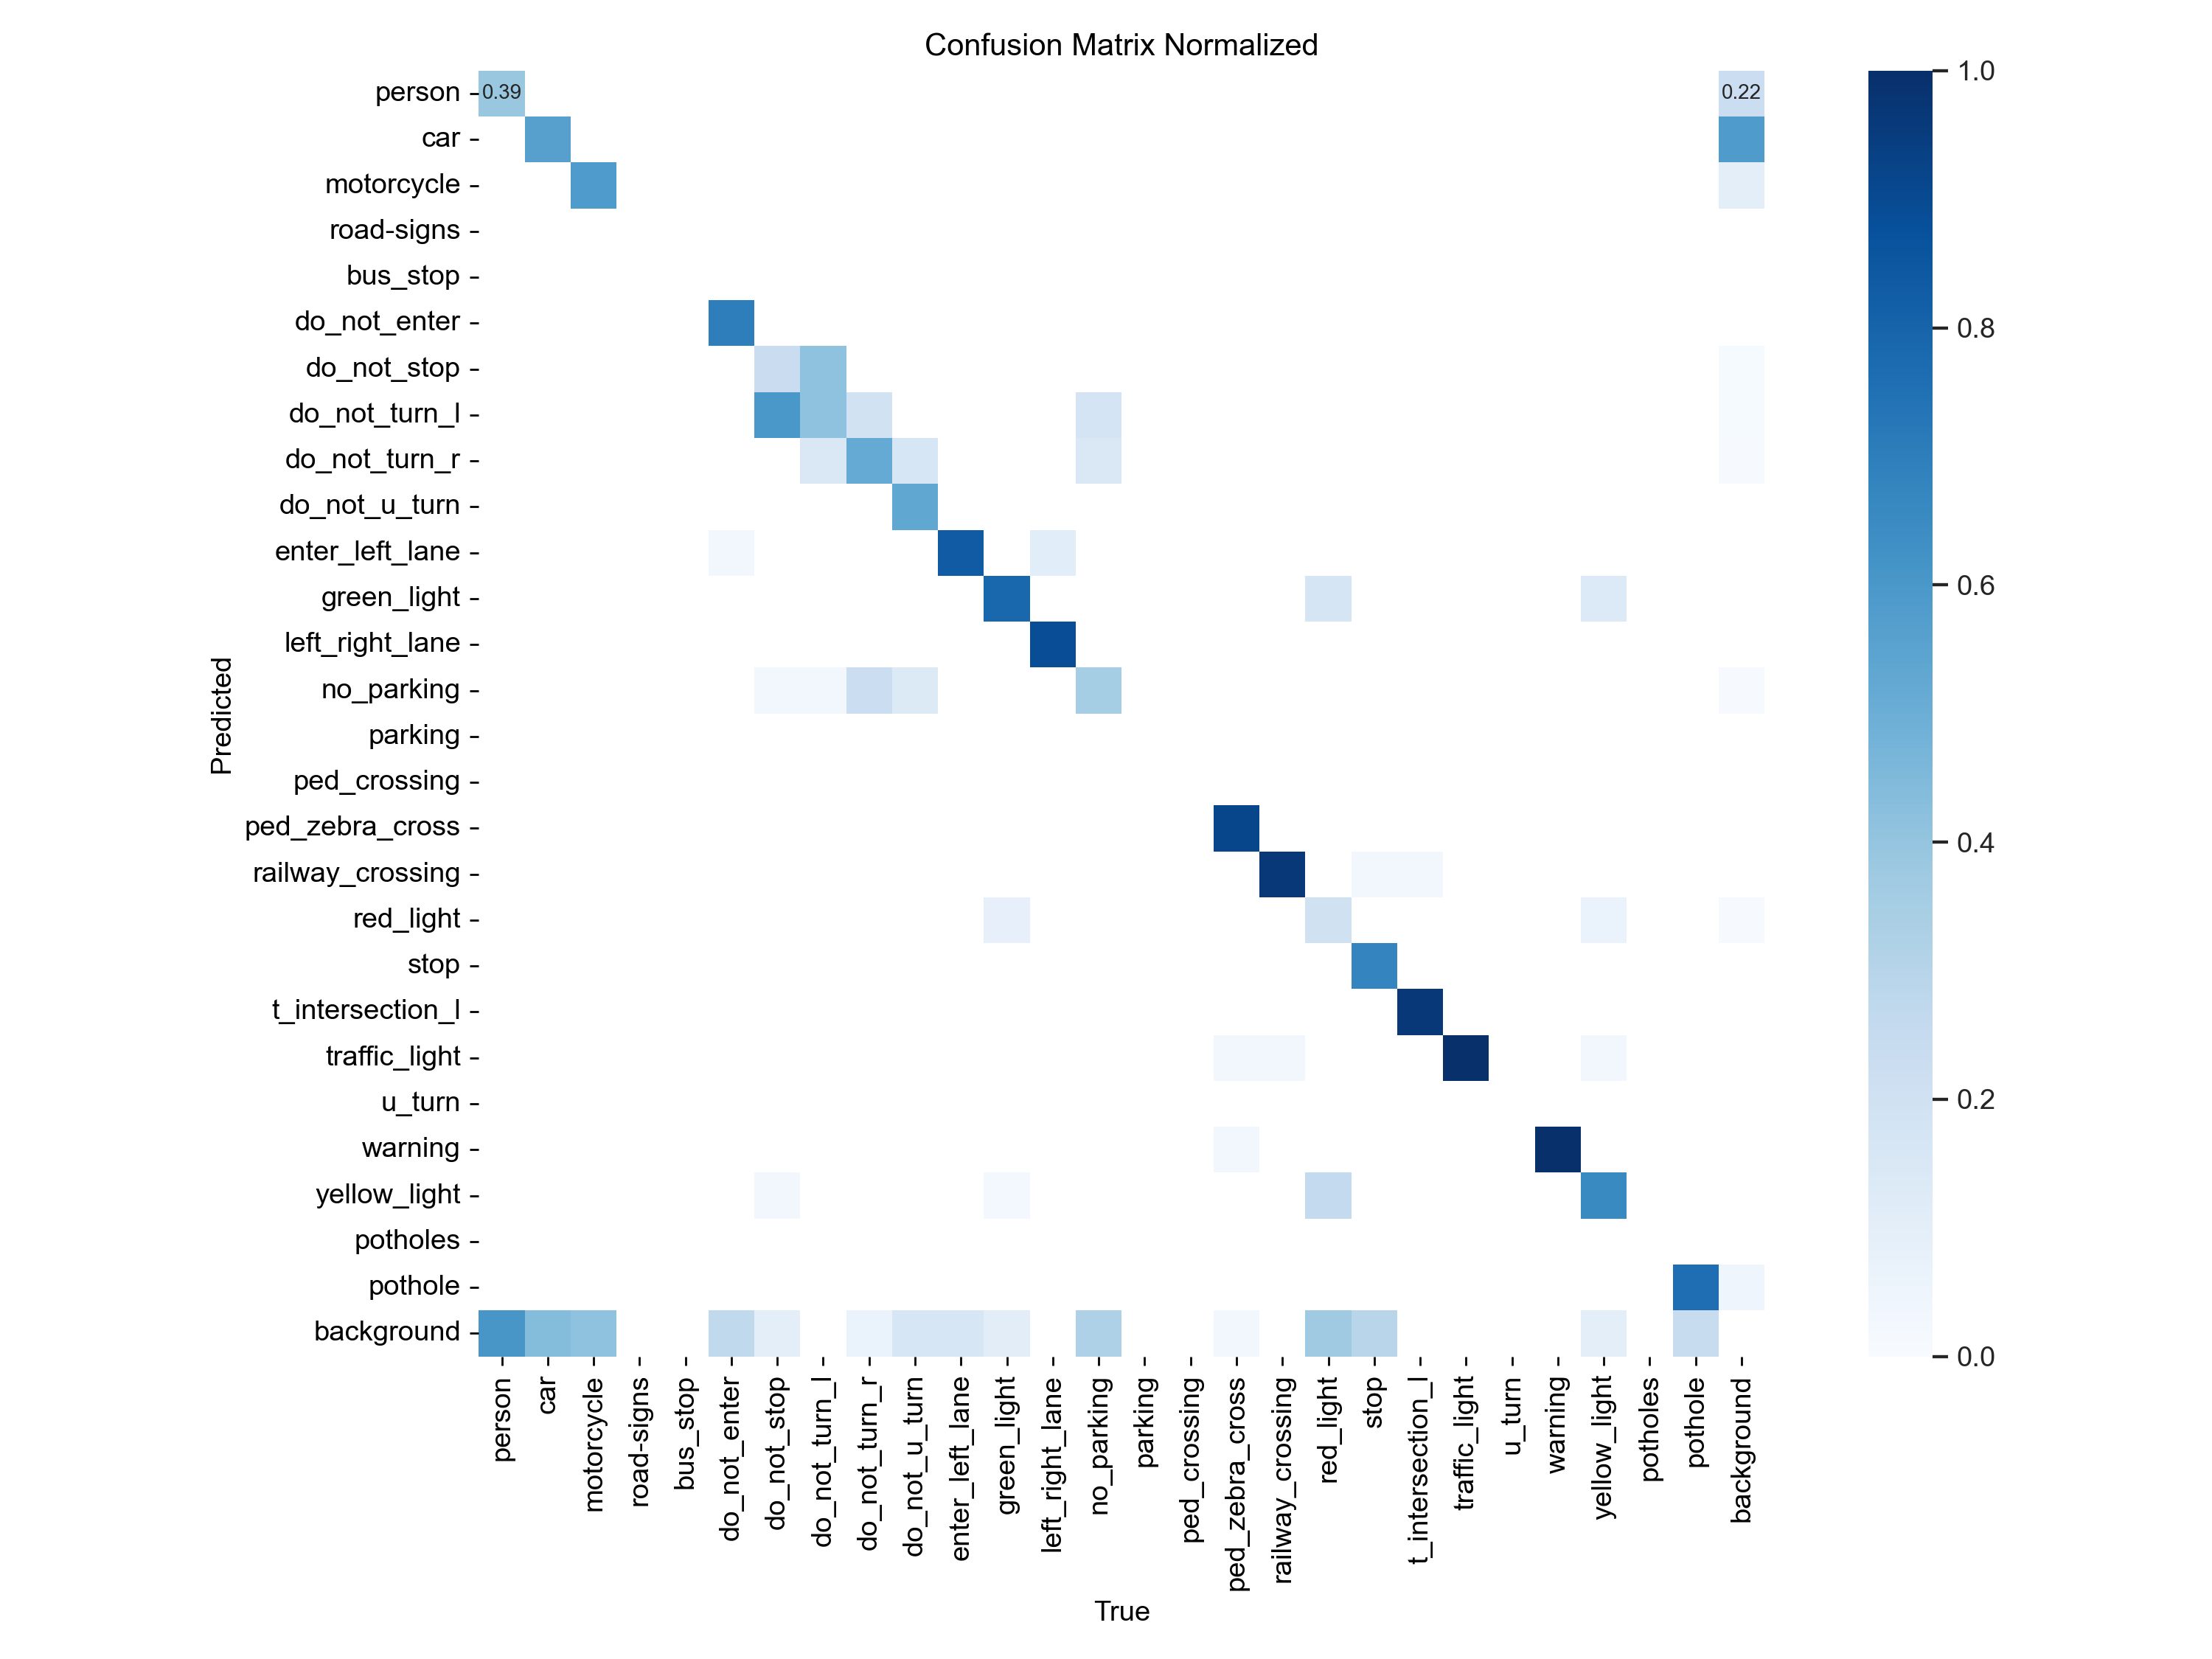 Confusion Matrix Normalized
person
0.39
0.22
car
motorcycle
road-signs
bus_stop
do_not_enter
do_not_stop
do_not_turn_l
do_not_turn_r
do_not_u_turn
enter_left_lane
green_light
left_right_lane
no_parking
parking
ped_crossing
ped_zebra_cross
railway_crossing
red_light
stop
t_intersection_l
traffic_light
u_turn
warning
yellow_light
potholes
pothole
background
Predicted
person
car
motorcycle
road-signs
bus_stop
do_not_enter
do_not_stop
do_not_turn_l
do_not_turn_r
do_not_u_turn
enter_left_lane
green_light
left_right_lane
no_parking
parking
ped_crossing
ped_zebra_cross
railway_crossing
red_light
stop
t_intersection_l
traffic_light
u_turn
warning
yellow_light
potholes
pothole
background
True
1.0
0.8
0.6
0.4
0.2
0.0